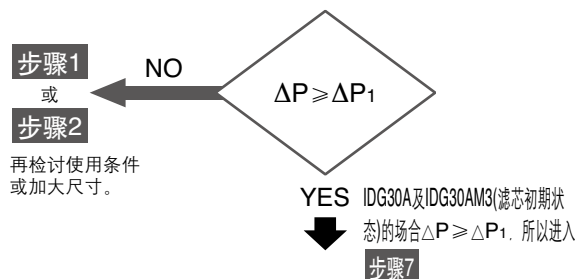 步骤1
NO
或
步骤2
再检讨使用条件
或加大尺寸。
ΔP≥ΔP1
YES IDG30A及IDG30AM3(滤芯初期状
态)的场合△P≥△P1. 所以进入
步骤7